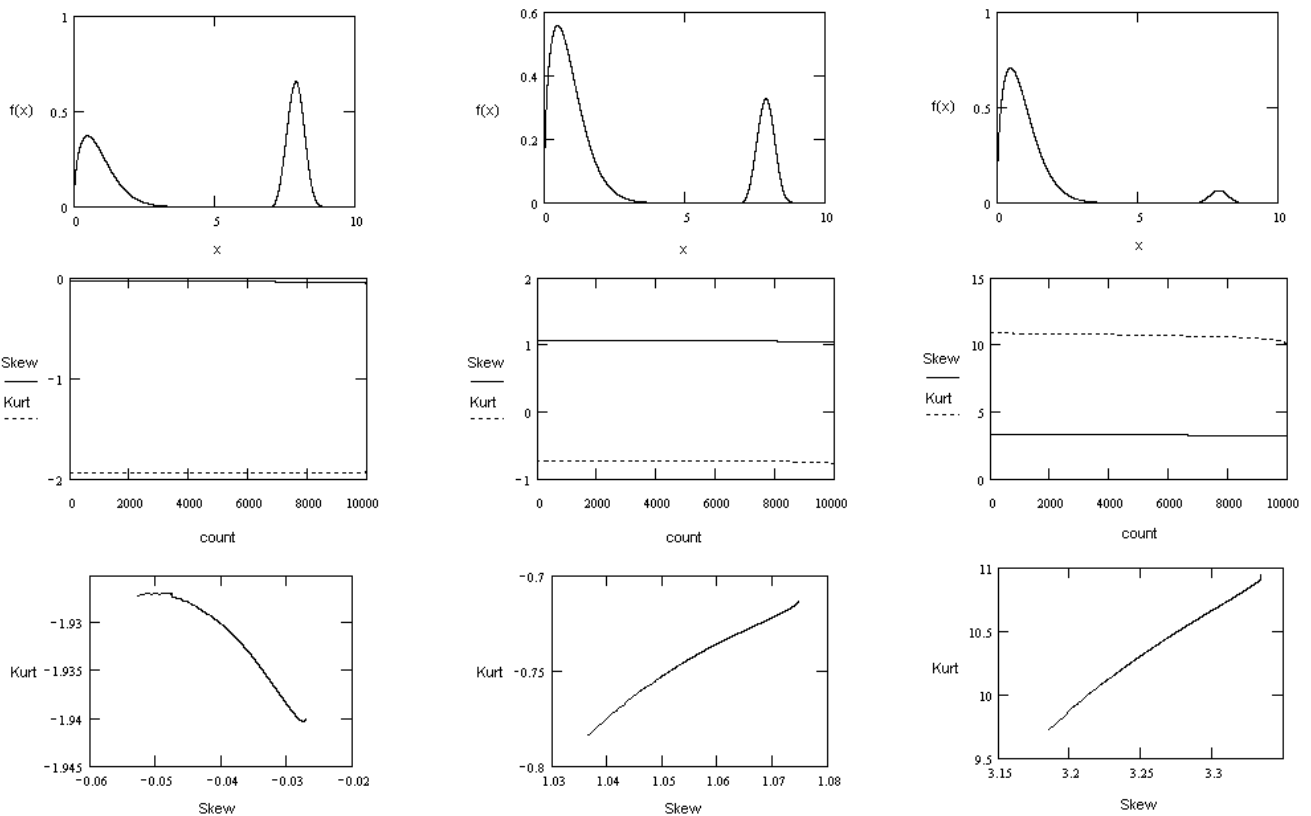 1
f(x)
0.5
0
0
5
10
x
0.6
0.4
f(x)
0.2
0
0
5
10
x
1
f(x)
0.5
0
0
5
10
x
0
Skew
−1
Kurt
−2
0 2000 4000 6000 8000 10000
count
2
1
Skew
Kurt
0
−1
0 2000 4000 6000 8000 10000
count
15
10
Skew
Kurt
5
0
0 2000 4000 6000 8000 10000
count
−1.93
Kurt −1.935
−1.94
−1.945
−0.06 −0.05 −0.04 −0.03 −0.02
Skew
−0.7
Kurt −0.75
−0.8
1.03 1.04 1.05 1.06 1.07 1.08
Skew
11
10.5
Kurt
10
9.5
3.15 3.2 3.25 3.3
Skew